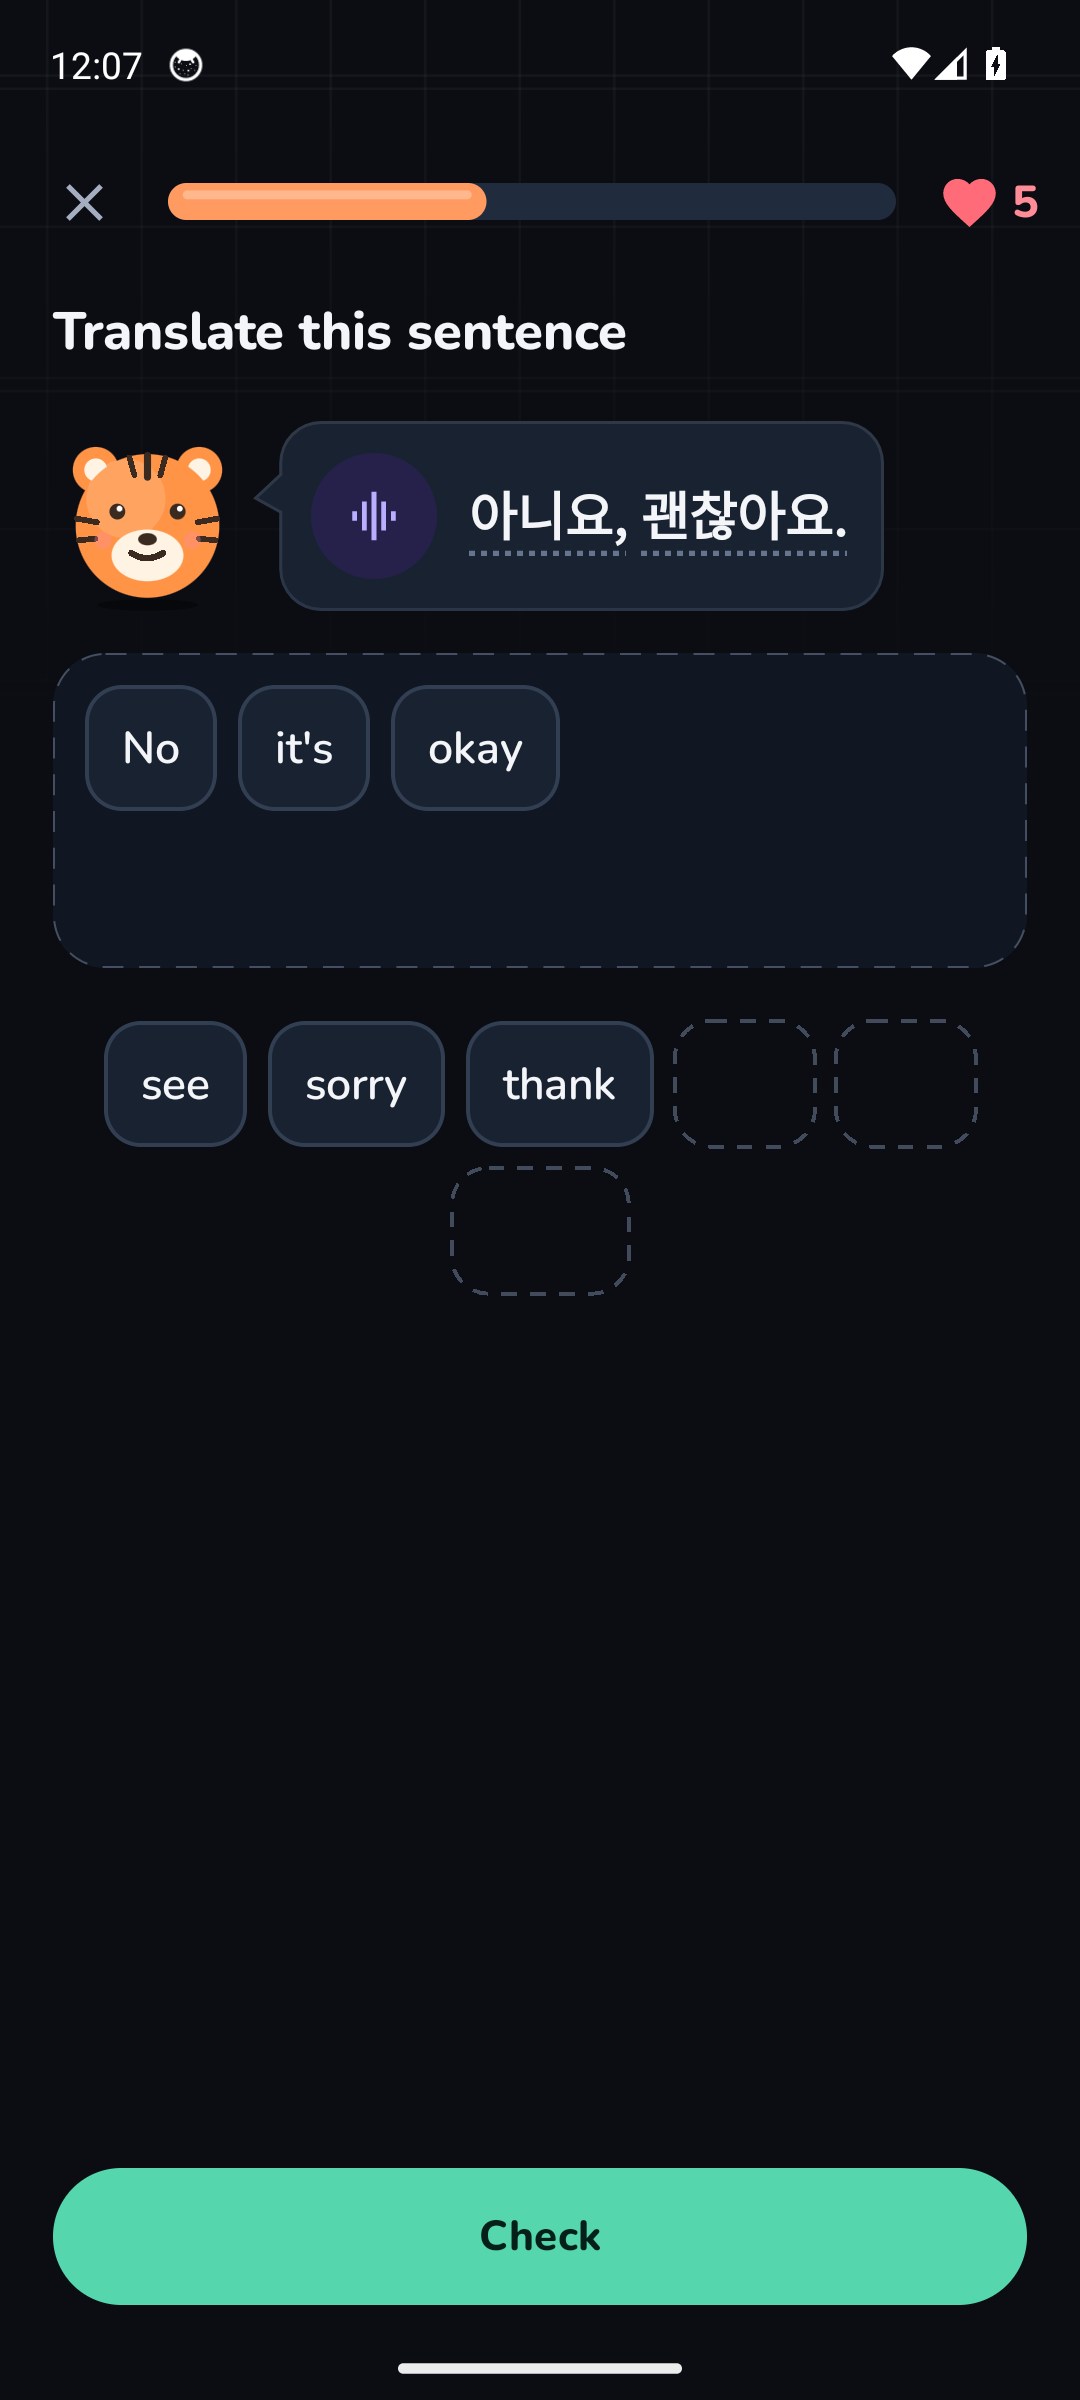 12:07
5
Translate this sentence
아니요, 괜찮아요.
No it's okay
see sorry thank
Check